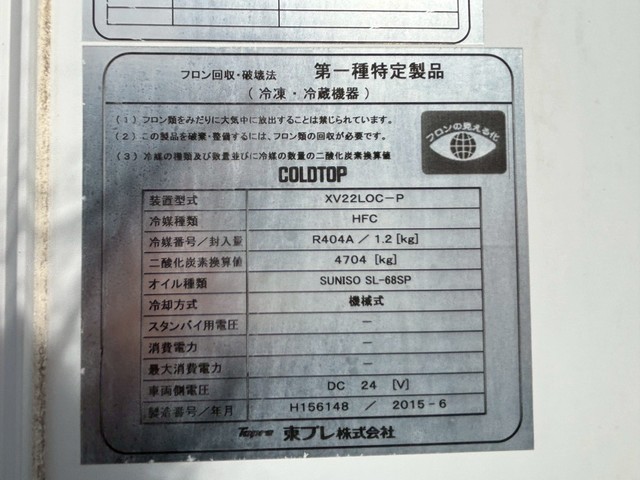 フロン回収・破壊法 第一種特定製品
(冷凍・冷蔵機器)
(1)フロン類をみだりに大気中に放出することは禁じられています。
(2)この製品を廃棄・整備するには、フロン類の回収が必要です。
(3)冷媒の種類及び数量並びに冷媒の数量の二酸化炭素換算値
フロンの見える化
COLDTOP
装置型式 XV22LOC-P
冷媒種類 HFC
冷媒番号/封入量 R404A / 1.2 [kg]
二酸化炭素換算値 4704 [kg]
オイル種類 SUNISO SL-68SP
冷却方式 機械式
スタンバイ用電圧 -
消費電力 -
最大消費電力 -
車両側電圧 DC 24 [V]
製造番号/年月 H156148 / 2015-6
Topre 東プレ株式会社